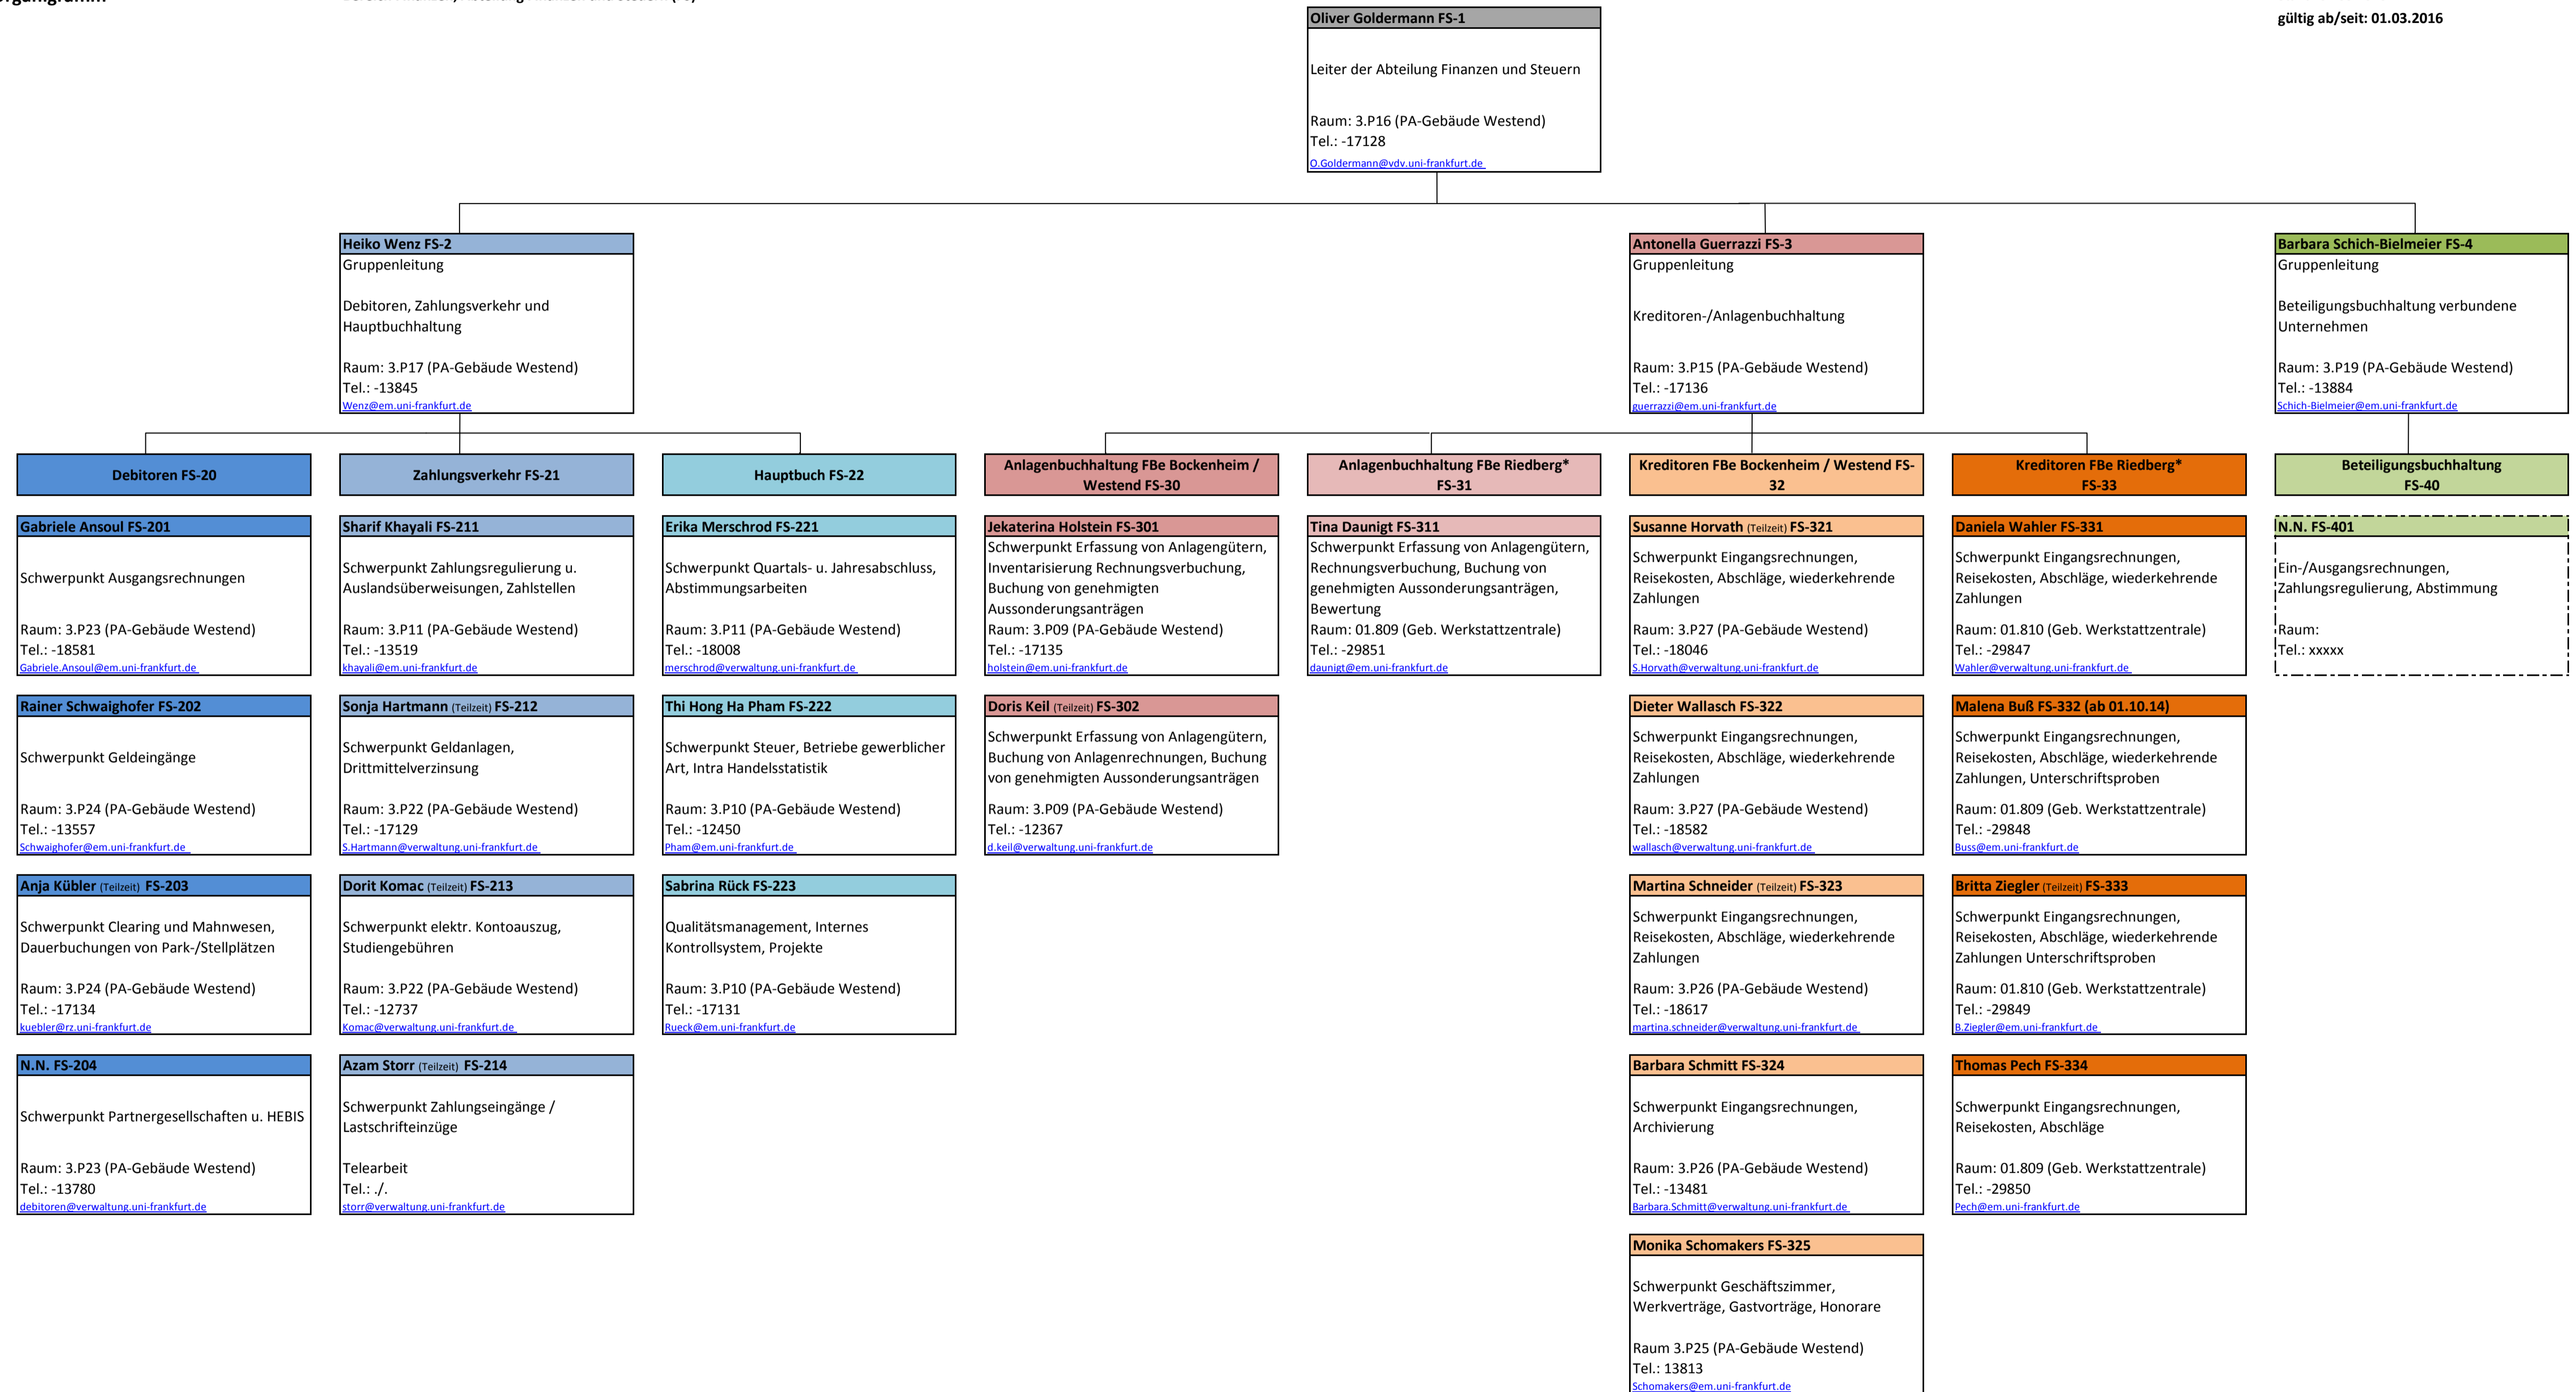 gültig ab/seit: 01.03.2016
Oliver Goldermann FS-1
Leiter der Abteilung Finanzen und Steuern
Raum: 3.P16 (PA-Gebäude Westend)
Tel.: -17128
O.Goldermann@vdv.uni-frankfurt.de
Heiko Wenz FS-2
Gruppenleitung
Debitoren, Zahlungsverkehr und
Hauptbuchhaltung
Raum: 3.P17 (PA-Gebäude Westend)
Tel.: -13845
Wenz@em.uni-frankfurt.de
Antonella Guerrazzi FS-3
Gruppenleitung
Kreditoren-/Anlagenbuchhaltung
Raum: 3.P15 (PA-Gebäude Westend)
Tel.: -17136
guerrazzi@em.uni-frankfurt.de
Barbara Schich-Bielmeier FS-4
Gruppenleitung
Beteiligungsbuchhaltung verbundene
Unternehmen
Raum: 3.P19 (PA-Gebäude Westend)
Tel.: -13884
Schich-Bielmeier@em.uni-frankfurt.de
Debitoren FS-20
Gabriele Ansoul FS-201
Schwerpunkt Ausgangsrechnungen
Raum: 3.P23 (PA-Gebäude Westend)
Tel.: -18581
Gabriele.Ansoul@em.uni-frankfurt.de
Rainer Schwaighofer FS-202
Schwerpunkt Geldeingänge
Raum: 3.P24 (PA-Gebäude Westend)
Tel.: -13557
Schwaighofer@em.uni-frankfurt.de
Anja Kübler (Teilzeit) FS-203
Schwerpunkt Clearing und Mahnwesen,
Dauerbuchungen von Park-/Stellplätzen
Raum: 3.P24 (PA-Gebäude Westend)
Tel.: -17134
kuebler@rz.uni-frankfurt.de
N.N. FS-204
Schwerpunkt Partnergesellschaften u. HEBIS
Raum: 3.P23 (PA-Gebäude Westend)
Tel.: -13780
debitoren@verwaltung.uni-frankfurt.de
Zahlungsverkehr FS-21
Sharif Khayali FS-211
Schwerpunkt Zahlungsregulierung u.
Auslandsüberweisungen, Zahlstellen
Raum: 3.P11 (PA-Gebäude Westend)
Tel.: -13519
khayali@em.uni-frankfurt.de
Sonja Hartmann (Teilzeit) FS-212
Schwerpunkt Geldanlagen,
Drittmittelverzinsung
Raum: 3.P22 (PA-Gebäude Westend)
Tel.: -17129
S.Hartmann@verwaltung.uni-frankfurt.de
Dorit Komac (Teilzeit) FS-213
Schwerpunkt elektr. Kontoauszug,
Studiengebühren
Raum: 3.P22 (PA-Gebäude Westend)
Tel.: -12737
Komac@verwaltung.uni-frankfurt.de
Azam Storr (Teilzeit) FS-214
Schwerpunkt Zahlungseingänge /
Lastschrifteinzüge
Telearbeit
Tel.: ./.
storr@verwaltung.uni-frankfurt.de
Hauptbuch FS-22
Erika Merschrod FS-221
Schwerpunkt Quartals- u. Jahresabschluss,
Abstimmungsarbeiten
Raum: 3.P11 (PA-Gebäude Westend)
Tel.: -18008
merschrod@verwaltung.uni-frankfurt.de
Thi Hong Ha Pham FS-222
Schwerpunkt Steuer, Betriebe gewerblicher
Art, Intra Handelsstatistik
Raum: 3.P10 (PA-Gebäude Westend)
Tel.: -12450
Pham@em.uni-frankfurt.de
Sabrina Rück FS-223
Qualitätsmanagement, Internes
Kontrollsystem, Projekte
Raum: 3.P10 (PA-Gebäude Westend)
Tel.: -17131
Rueck@em.uni-frankfurt.de
Anlagenbuchhaltung FBe Bockenheim /
Westend FS-30
Jekaterina Holstein FS-301
Schwerpunkt Erfassung von Anlagengütern,
Inventarisierung Rechnungsverbuchung,
Buchung von genehmigten
Aussonderungsanträgen
Raum: 3.P09 (PA-Gebäude Westend)
Tel.: -17135
holstein@em.uni-frankfurt.de
Doris Keil (Teilzeit) FS-302
Schwerpunkt Erfassung von Anlagengütern,
Buchung von Anlagenrechnungen, Buchung
von genehmigten Aussonderungsanträgen
Raum: 3.P09 (PA-Gebäude Westend)
Tel.: -12367
d.keil@verwaltung.uni-frankfurt.de
Anlagenbuchhaltung FBe Riedberg*
FS-31
Tina Daunigt FS-311
Schwerpunkt Erfassung von Anlagengütern,
Rechnungsverbuchung, Buchung von
genehmigten Aussonderungsanträgen,
Bewertung
Raum: 01.809 (Geb. Werkstattzentrale)
Tel.: -29851
daunigt@em.uni-frankfurt.de
Kreditoren FBe Bockenheim / Westend FS-
32
Susanne Horvath (Teilzeit) FS-321
Schwerpunkt Eingangsrechnungen,
Reisekosten, Abschläge, wiederkehrende
Zahlungen
Raum: 3.P27 (PA-Gebäude Westend)
Tel.: -18046
S.Horvath@verwaltung.uni-frankfurt.de
Dieter Wallasch FS-322
Schwerpunkt Eingangsrechnungen,
Reisekosten, Abschläge, wiederkehrende
Zahlungen
Raum: 3.P27 (PA-Gebäude Westend)
Tel.: -18582
wallasch@verwaltung.uni-frankfurt.de
Martina Schneider (Teilzeit) FS-323
Schwerpunkt Eingangsrechnungen,
Reisekosten, Abschläge, wiederkehrende
Zahlungen
Raum: 3.P26 (PA-Gebäude Westend)
Tel.: -18617
martina.schneider@verwaltung.uni-frankfurt.de
Barbara Schmitt FS-324
Schwerpunkt Eingangsrechnungen,
Archivierung
Raum: 3.P26 (PA-Gebäude Westend)
Tel.: -13481
Barbara.Schmitt@verwaltung.uni-frankfurt.de
Monika Schomakers FS-325
Schwerpunkt Geschäftszimmer,
Werkverträge, Gastvorträge, Honorare
Raum 3.P25 (PA-Gebäude Westend)
Tel.: 13813
Schomakers@em.uni-frankfurt.de
Kreditoren FBe Riedberg*
FS-33
Daniela Wahler FS-331
Schwerpunkt Eingangsrechnungen,
Reisekosten, Abschläge, wiederkehrende
Zahlungen
Raum: 01.810 (Geb. Werkstattzentrale)
Tel.: -29847
Wahler@verwaltung.uni-frankfurt.de
Malena Buß FS-332 (ab 01.10.14)
Schwerpunkt Eingangsrechnungen,
Reisekosten, Abschläge, wiederkehrende
Zahlungen, Unterschriftsproben
Raum: 01.809 (Geb. Werkstattzentrale)
Tel.: -29848
Buss@em.uni-frankfurt.de
Britta Ziegler (Teilzeit) FS-333
Schwerpunkt Eingangsrechnungen,
Reisekosten, Abschläge, wiederkehrende
Zahlungen Unterschriftsproben
Raum: 01.810 (Geb. Werkstattzentrale)
Tel.: -29849
B.Ziegler@em.uni-frankfurt.de
Thomas Pech FS-334
Schwerpunkt Eingangsrechnungen,
Reisekosten, Abschläge
Raum: 01.809 (Geb. Werkstattzentrale)
Tel.: -29850
Pech@em.uni-frankfurt.de
Beteiligungsbuchhaltung
FS-40
N.N. FS-401
Ein-/Ausgangsrechnungen,
Zahlungsregulierung, Abstimmung
Raum:
Tel.: xxxxx